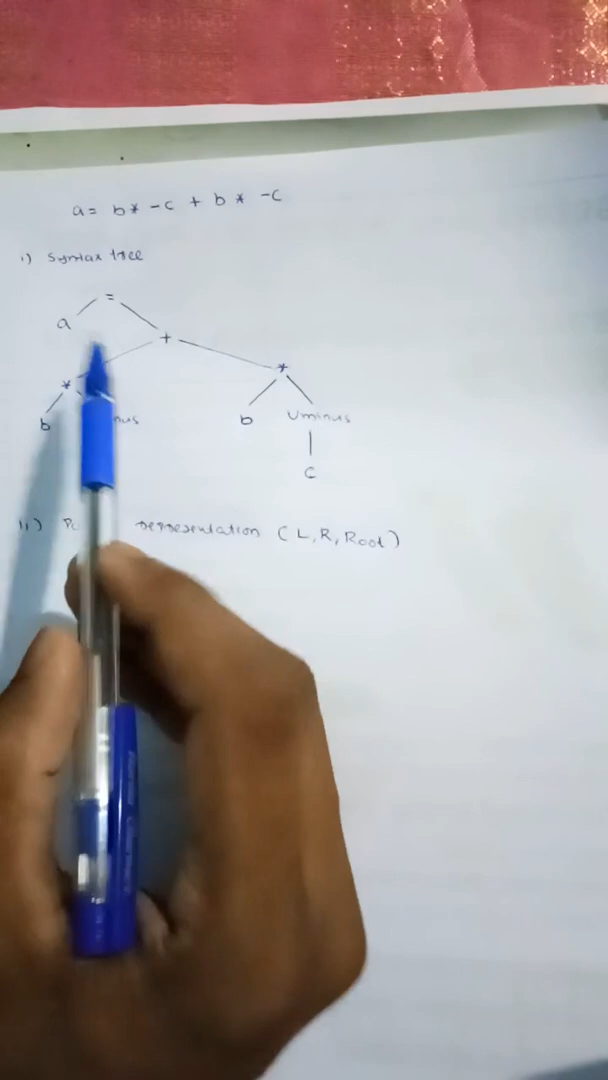 a = b * -c + b * -c
i) Syntax tree
=
a
+
* *
b b Uminus
c
ii) representation (L, R, Root)